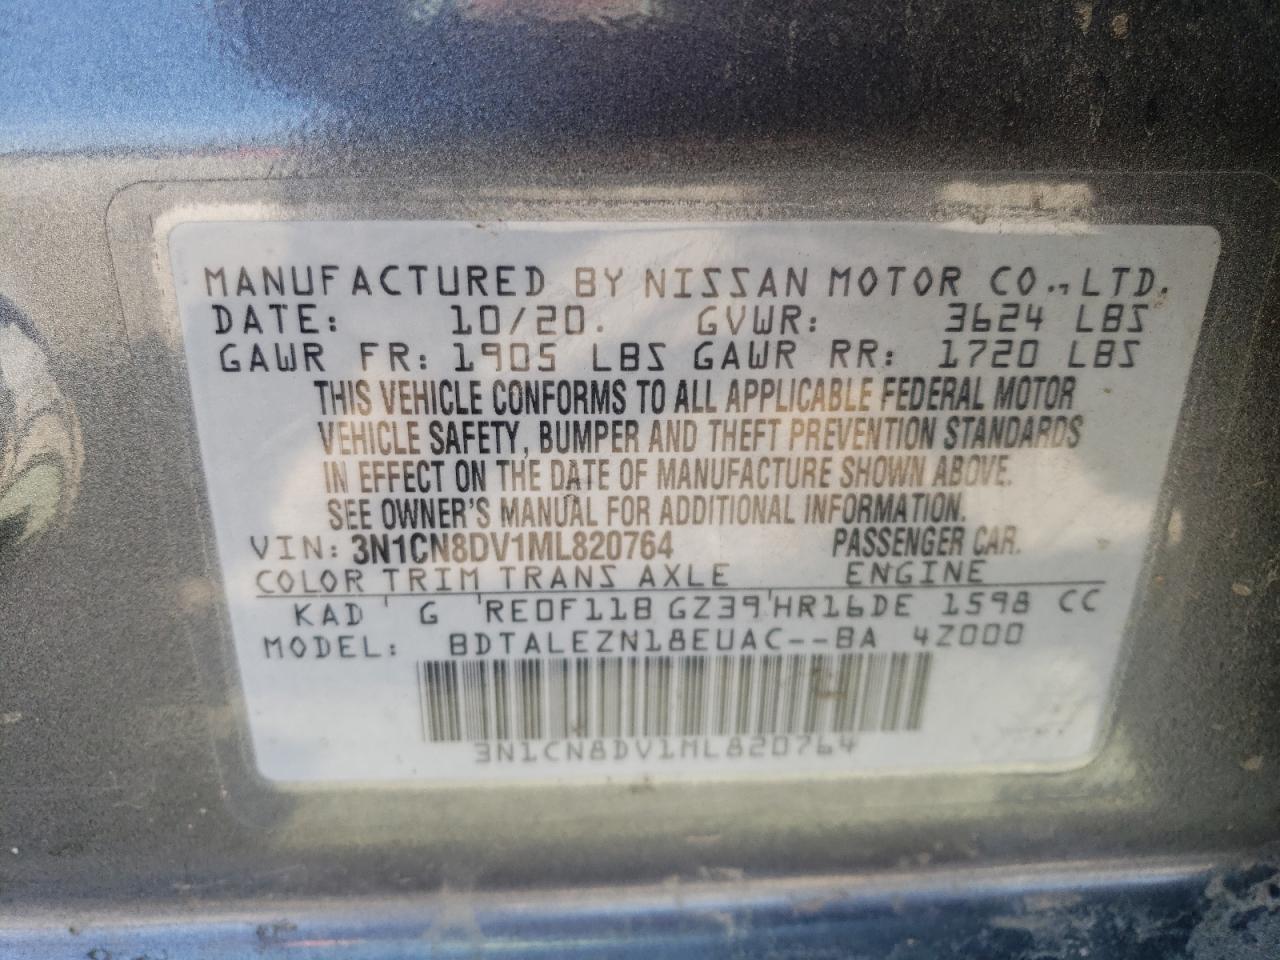 MANUFACTURED BY NISSAN MOTOR CO., LTD.
DATE: 10/20. GVWR: 3624 LBS
GAWR FR: 1905 LBS GAWR RR: 1720 LBS
THIS VEHICLE CONFORMS TO ALL APPLICABLE FEDERAL MOTOR
VEHICLE SAFETY, BUMPER AND THEFT PREVENTION STANDARDS
IN EFFECT ON THE DATE OF MANUFACTURE SHOWN ABOVE.
SEE OWNER'S MANUAL FOR ADDITIONAL INFORMATION.
VIN: 3N1CN8DV1ML820764 PASSENGER CAR.
COLOR TRIM TRANS AXLE ENGINE
KAD ' G ' RE0F11B GZ39 ' HR16DE 1598 CC
MODEL: BDTALEZN18EUAC--BA 4Z000
3N1CN8DV1ML820764